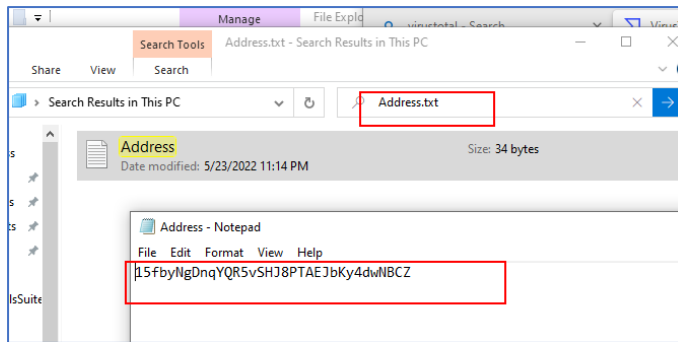 Manage
File Explo
virustotal - Search
Virus
Search Tools
Address.txt - Search Results in This PC
Share View Search
Search Results in This PC
Address.txt
Address
Size: 34 bytes
Date modified: 5/23/2022 11:14 PM
Address - Notepad
File Edit Format View Help
15fbyNgDnqYQR5vSHJ8PTAEJbKy4dwNBCZ
lsSuite